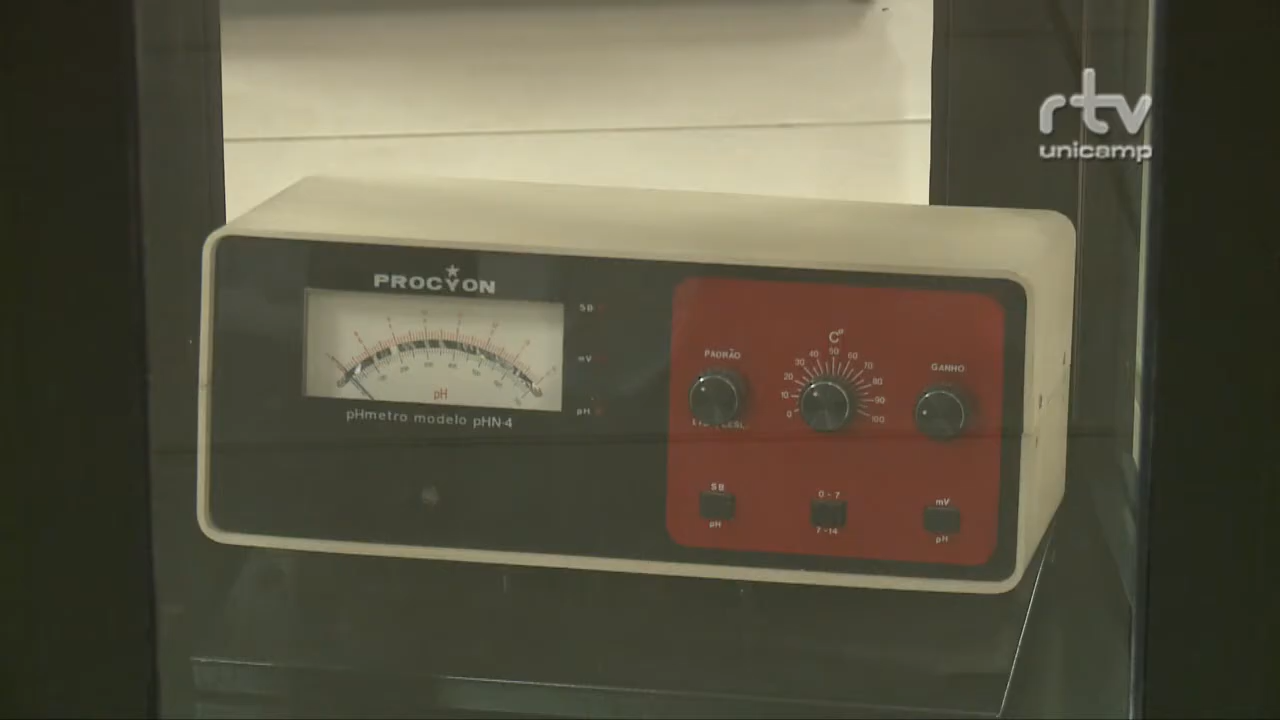 rtv
unicamp
PROCYON
SB
mV
pH
pH
pHmetro modelo pHN-4
C°
0 10 20 30 40 50 60 70 80 90 100
PADRÃO
GANHO
SB
pH
0 - 7
7 - 14
mV
pH